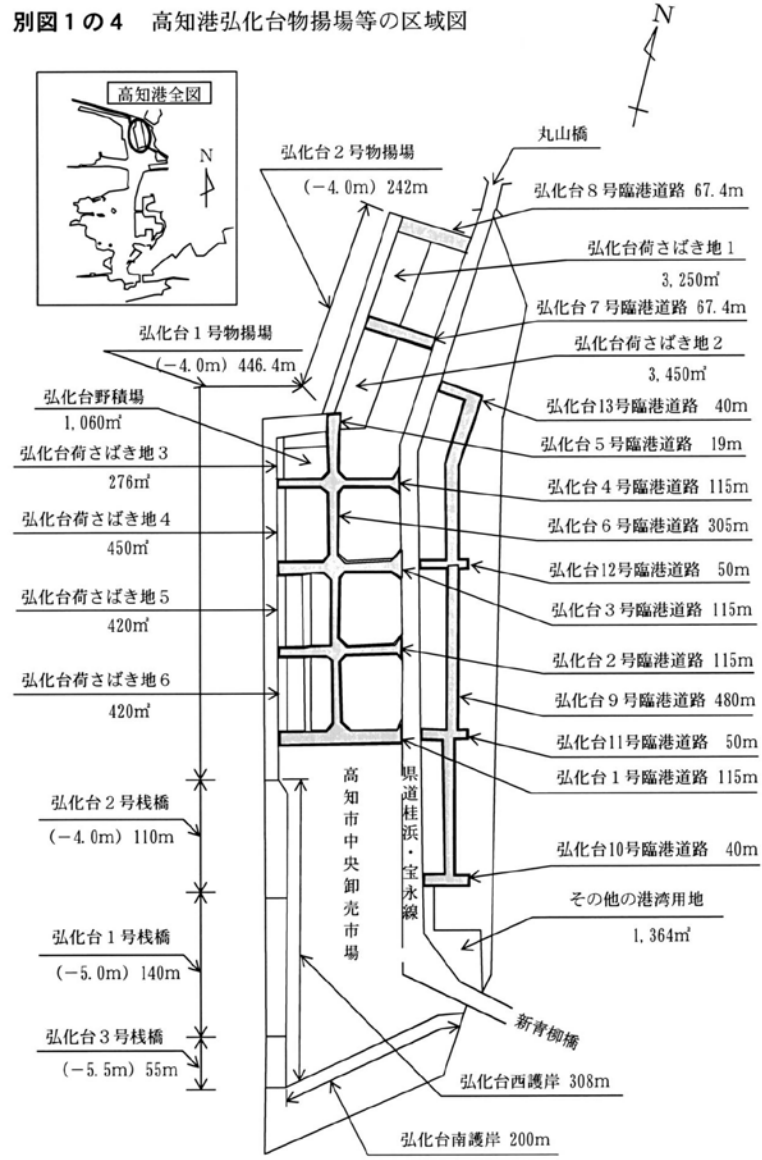 別図1の4 高知港弘化台物揚場等の区域図
N
高知港全図
N
丸山橋
弘化台2号物揚場
(-4.0m) 242m
弘化台8号臨港道路 67.4m
弘化台荷さばき地1
3,250㎡
弘化台7号臨港道路 67.4m
弘化台1号物揚場
(-4.0m) 446.4m
弘化台荷さばき地2
3,450㎡
弘化台野積場
1,060㎡
弘化台13号臨港道路 40m
弘化台5号臨港道路 19m
弘化台荷さばき地3
276㎡
弘化台4号臨港道路 115m
弘化台荷さばき地4
450㎡
弘化台6号臨港道路 305m
弘化台12号臨港道路 50m
弘化台荷さばき地5
420㎡
弘化台3号臨港道路 115m
弘化台2号臨港道路 115m
弘化台荷さばき地6
420㎡
弘化台9号臨港道路 480m
弘化台11号臨港道路 50m
弘化台1号臨港道路 115m
高知市中央卸売市場
県道桂浜・宝永線
弘化台2号桟橋
(-4.0m) 110m
弘化台10号臨港道路 40m
その他の港湾用地
1,364㎡
弘化台1号桟橋
(-5.0m) 140m
新青柳橋
弘化台3号桟橋
(-5.5m) 55m
弘化台西護岸 308m
弘化台南護岸 200m